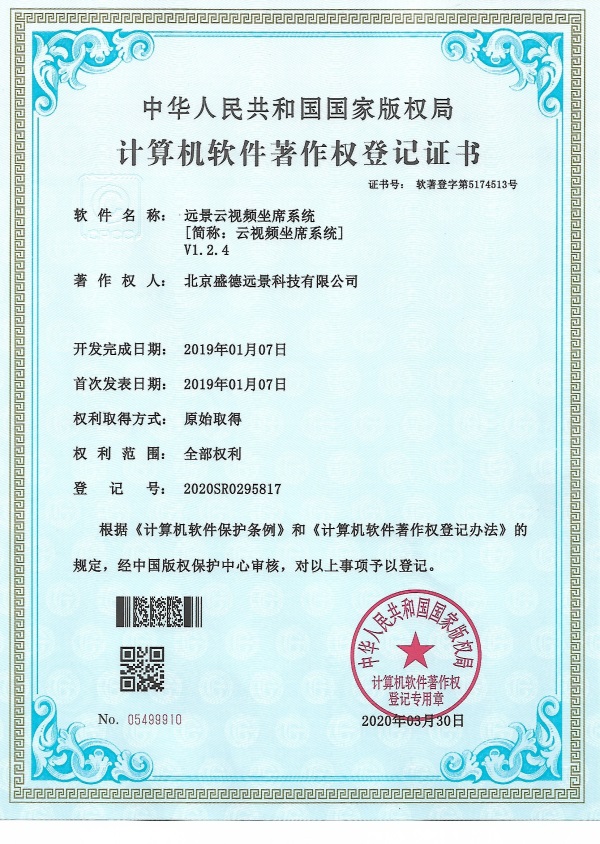 中华人民共和国国家版权局
计算机软件著作权登记证书
证书号： 软著登字第5174513号
软件名称： 远景云视频坐席系统
[简称：云视频坐席系统]
V1.2.4
著作权人： 北京盛德远景科技有限公司
开发完成日期： 2019年01月07日
首次发表日期： 2019年01月07日
权利取得方式： 原始取得
权利范围： 全部权利
登记号： 2020SR0295817
根据《计算机软件保护条例》和《计算机软件著作权登记办法》的
规定，经中国版权保护中心审核，对以上事项予以登记。
中华人民共和国国家版权局
计算机软件著作权
登记专用章
No. 05499910
2020年03月30日